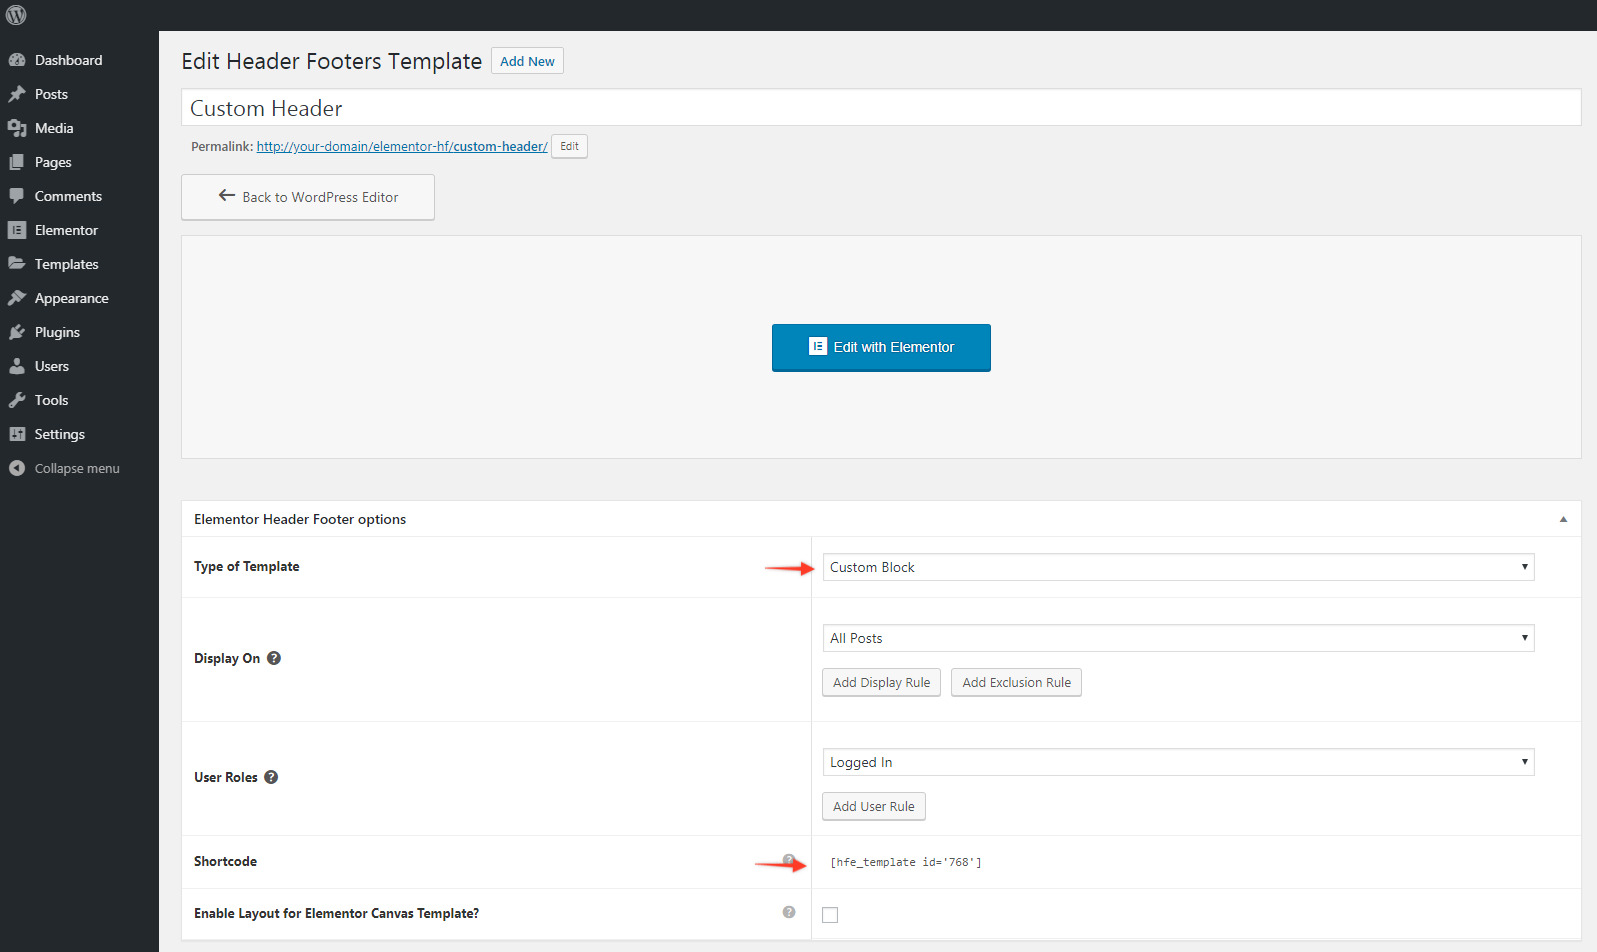 Dashboard
Posts
Media
Pages
Comments
Elementor
Templates
Appearance
Plugins
Users
Tools
Settings
Collapse menu
Edit Header Footers Template Add New
Custom Header
Permalink: http://your-domain/elementor-hf/custom-header/ Edit
← Back to WordPress Editor
Edit with Elementor
Elementor Header Footer options
Type of Template Custom Block
Display On ? All Posts
Add Display Rule Add Exclusion Rule
User Roles ? Logged In
Add User Rule
Shortcode ? [hfe_template id='768']
Enable Layout for Elementor Canvas Template? ?